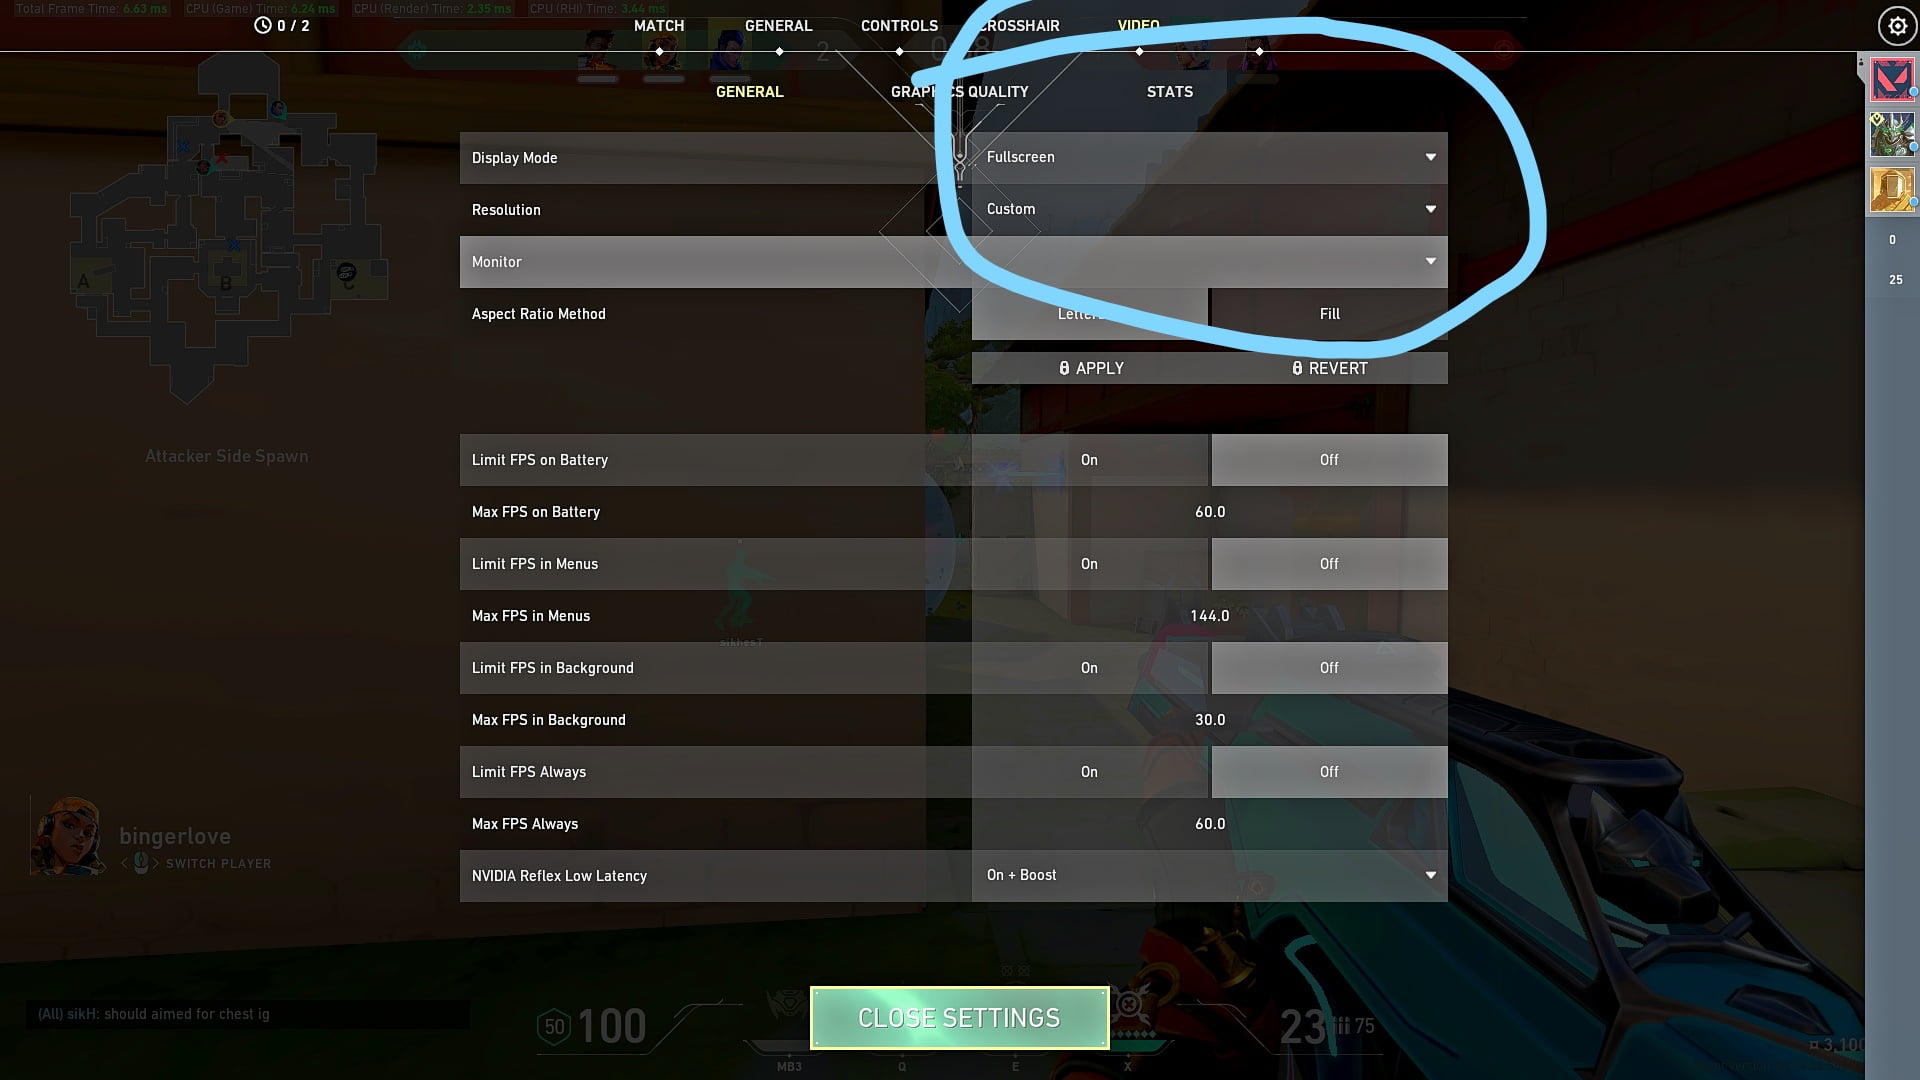 Total Frame Time: 6.63 ms CPU (Game) Time: 6.24 ms CPU (Render) Time: 2.35 ms CPU (RHI) Time: 3.44 ms
0 / 2 MATCH GENERAL CONTROLS CROSSHAIR VIDEO
2
GENERAL GRAPHICS QUALITY STATS
Display Mode Fullscreen
Resolution Custom
0
Monitor
25
A B C
Aspect Ratio Method Fill
APPLY REVERT
Attacker Side Spawn
Limit FPS on Battery On Off
Max FPS on Battery 60.0
Limit FPS in Menus On Off
Max FPS in Menus 144.0
sikhesT
Limit FPS in Background On Off
Max FPS in Background 30.0
Limit FPS Always On Off
Max FPS Always 60.0
bingerlove
SWITCH PLAYER
NVIDIA Reflex Low Latency On + Boost
(All) sikH: should aimed for chest ig
50 100 CLOSE SETTINGS 23 75
3,100
MB3 Q E X